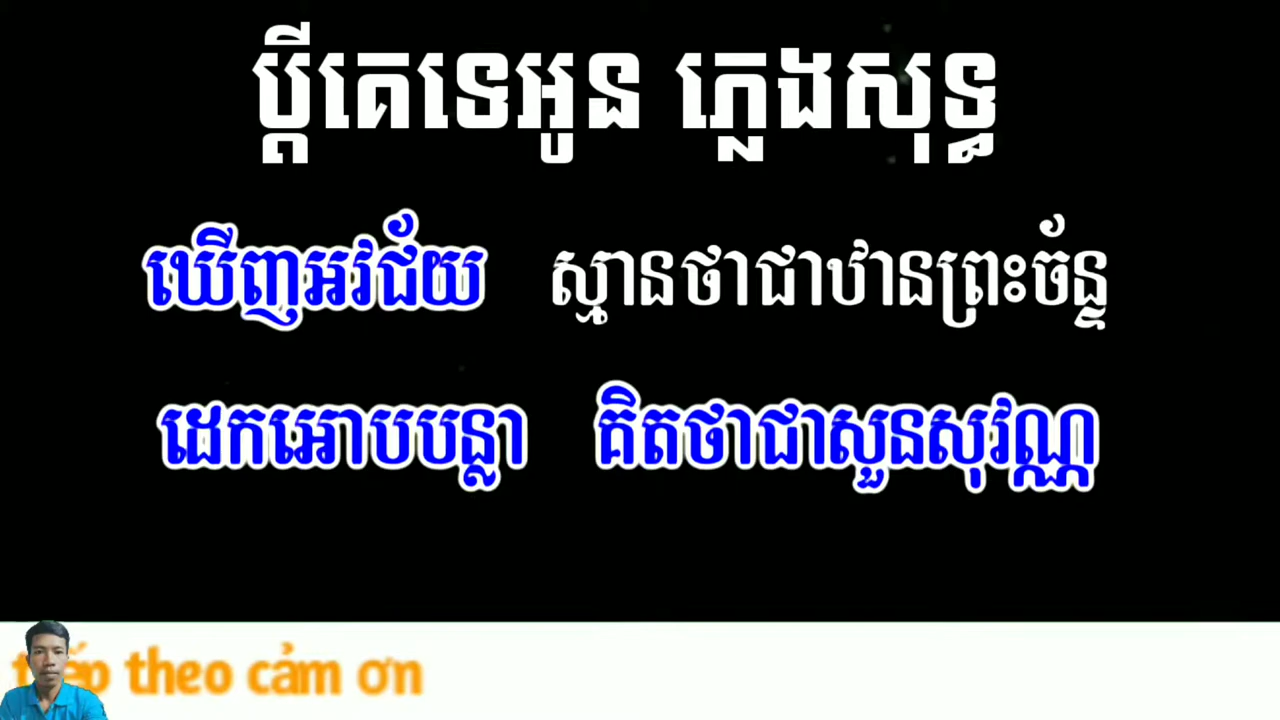 ប្តីគេទេអូន ភ្លេងសុទ្ធ
ឃើញអវជ័យ ស្មានថាជាឋានព្រះច័ន្ទ
ដេកអោបបន្លា គិតថាជាសួនសុវណ្ណ
tiếp theo cảm ơn